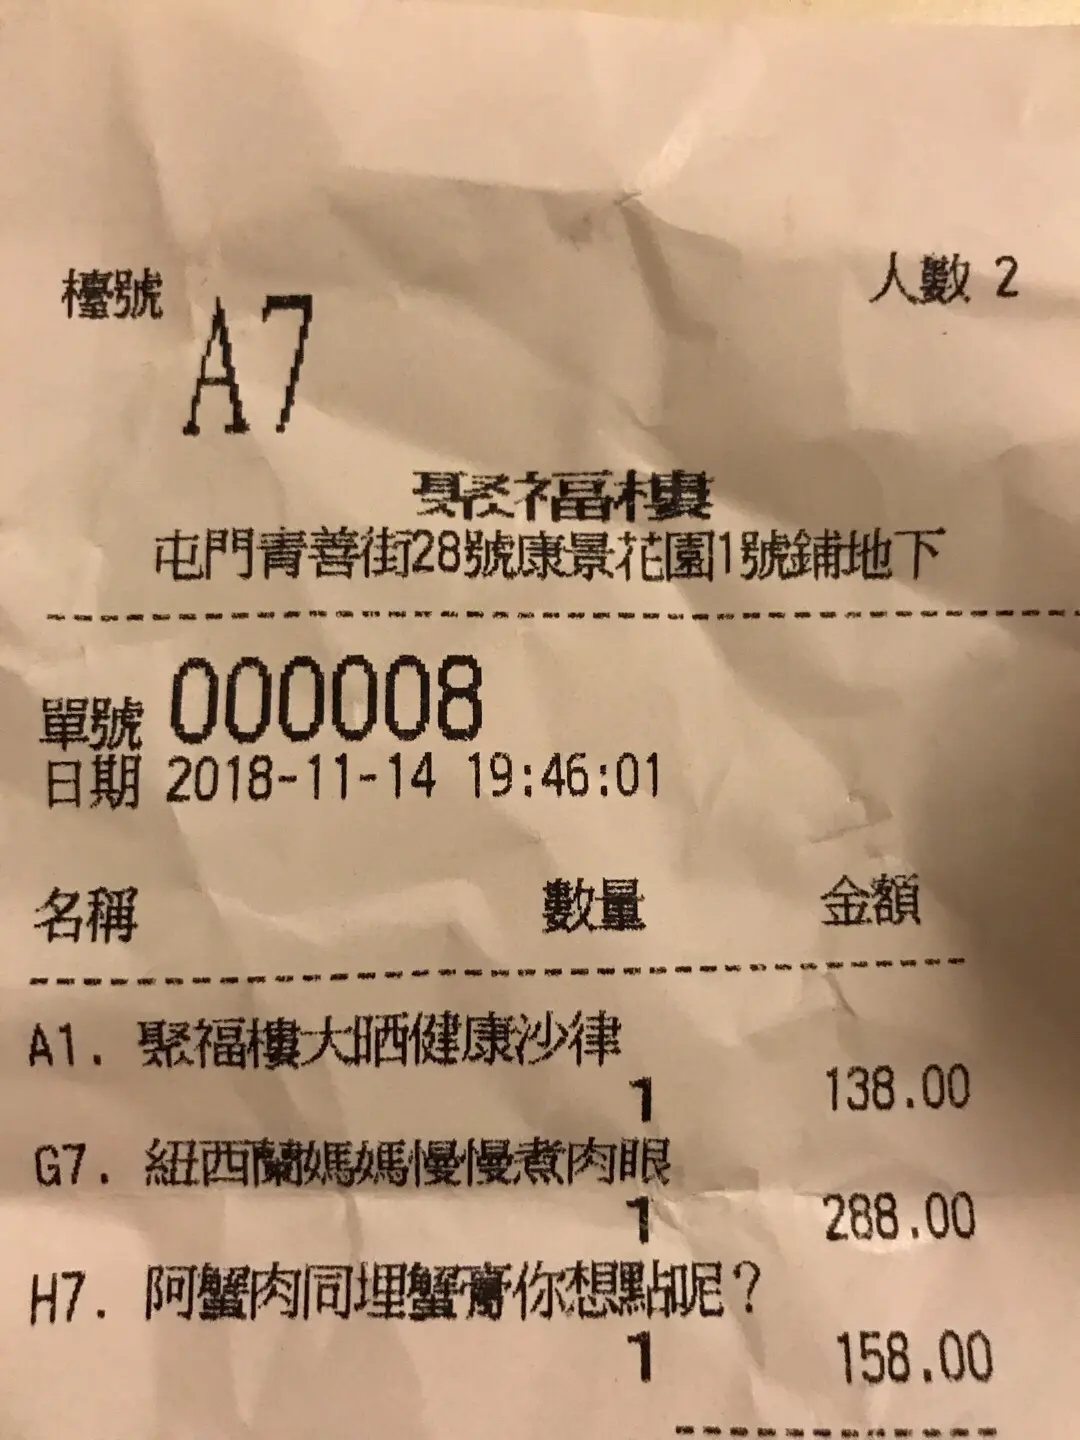 檯號 A7 人數 2
聚福樓
屯門青善街28號康景花園1號鋪地下
單號 000008
日期 2018-11-14 19:46:01
名稱 數量 金額
A1. 聚福樓大晒健康沙律
1 138.00
G7. 紐西蘭媽媽慢慢煮肉眼
1 288.00
H7. 阿蟹肉同埋蟹膏你想點呢？
1 158.00